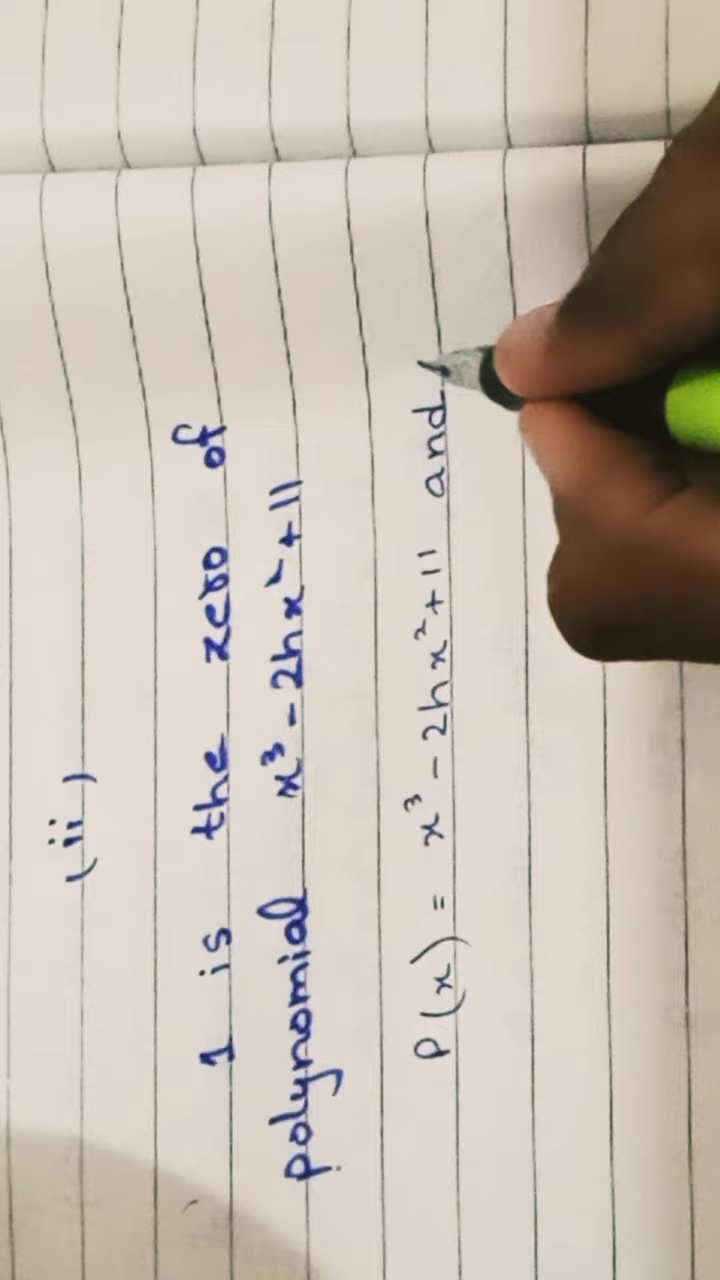 (ii)
1 is the zero of
polynomial x³ - 2hx² + 11
P(x) = x³ - 2hx² + 11 and